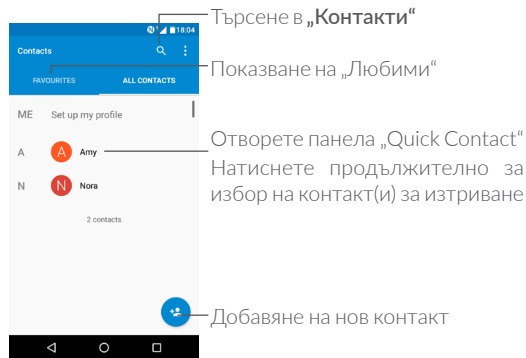 18:04
Contacts
FAVOURITES ALL CONTACTS
ME Set up my profile
A A Amy
N N Nora
2 contacts
Търсене в „Контакти“
Показване на „Любими“
Отворете панела „Quick Contact“
Натиснете продължително за
избор на контакт(и) за изтриване
Добавяне на нов контакт